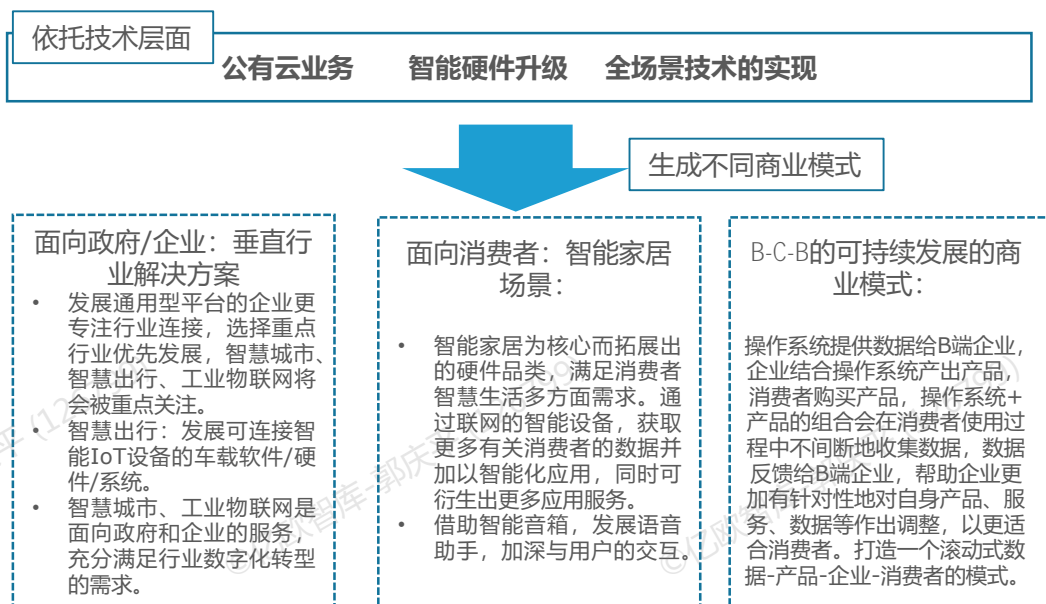 依托技术层面
公有云业务 智能硬件升级 全场景技术的实现
生成不同商业模式
面向政府/企业：垂直行
业解决方案
• 发展通用型平台的企业更
专注行业连接，选择重点
行业优先发展，智慧城市、
智慧出行、工业物联网将
会被重点关注。
• 智慧出行：发展可连接智
能IoT设备的车载软件/硬
件/系统。
• 智慧城市、工业物联网是
面向政府和企业的服务，
充分满足行业数字化转型
的需求。
面向消费者：智能家居
场景：
• 智能家居为核心而拓展出
的硬件品类，满足消费者
智慧生活多方面需求。通
过联网的智能设备，获取
更多有关消费者的数据并
加以智能化应用，同时可
衍生出更多应用服务。
• 借助智能音箱，发展语音
助手，加深与用户的交互。
B-C-B的可持续发展的商
业模式：
操作系统提供数据给B端企业，
企业结合操作系统产出产品，
消费者购买产品，操作系统+
产品的组合会在消费者使用过
程中不间断地收集数据，数据
反馈给B端企业，帮助企业更
加有针对性地对自身产品、服
务、数据等作出调整，以更适
合消费者。打造一个滚动式数
据-产品-企业-消费者的模式。